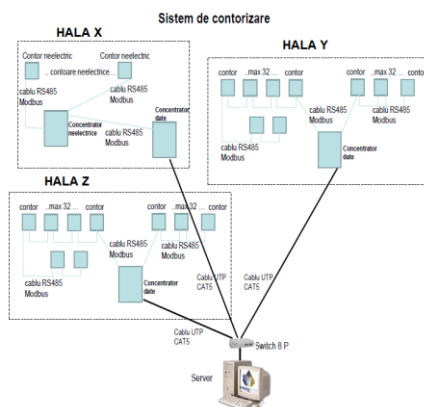 Sistem de contorizare
HALA X
Contor neelectric
Contor neelectric
.. contoare neelectrice...
cablu RS485
Modbus
cablu RS485
Modbus
Concentrator
neelectrice
cablu RS485
Modbus
Concentrator
date
HALA Y
contor
..max 32 ...
contor
contor
..max 32 ...
contor
cablu RS485
Modbus
cablu RS485
Modbus
Concentrator
date
HALA Z
contor
..max 32 ...
contor
contor
..max 32 ...
contor
cablu RS485
Modbus
cablu RS485
Modbus
Concentrator
date
Cablu UTP
CAT5
Cablu UTP
CAT5
Cablu UTP
CAT5
Switch 8 P
Server